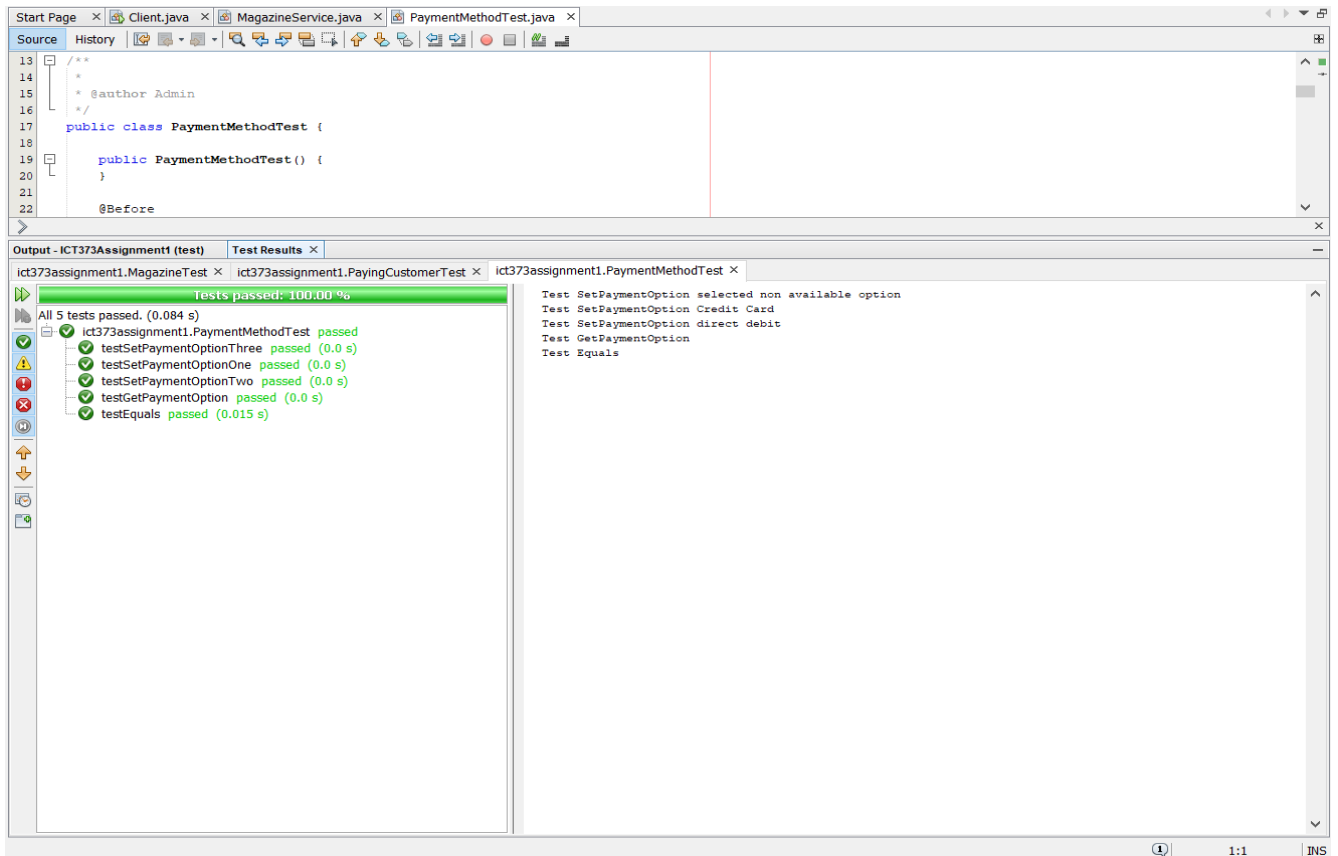 Start Page
Client.java
MagazineService.java
PaymentMethodTest.java
Source
History
13 /**
14 *
15 * @author Admin
16 */
17 public class PaymentMethodTest {
18
19 public PaymentMethodTest() {
20 }
21
22 @Before
Output - ICT373Assignment1 (test)
Test Results
ict373assignment1.MagazineTest
ict373assignment1.PayingCustomerTest
ict373assignment1.PaymentMethodTest
Tests passed: 100.00 %
All 5 tests passed. (0.084 s)
ict373assignment1.PaymentMethodTest passed
testSetPaymentOptionThree passed (0.0 s)
testSetPaymentOptionOne passed (0.0 s)
testSetPaymentOptionTwo passed (0.0 s)
testGetPaymentOption passed (0.0 s)
testEquals passed (0.015 s)
Test SetPaymentOption selected non available option
Test SetPaymentOption Credit Card
Test SetPaymentOption direct debit
Test GetPaymentOption
Test Equals
1
1:1
INS